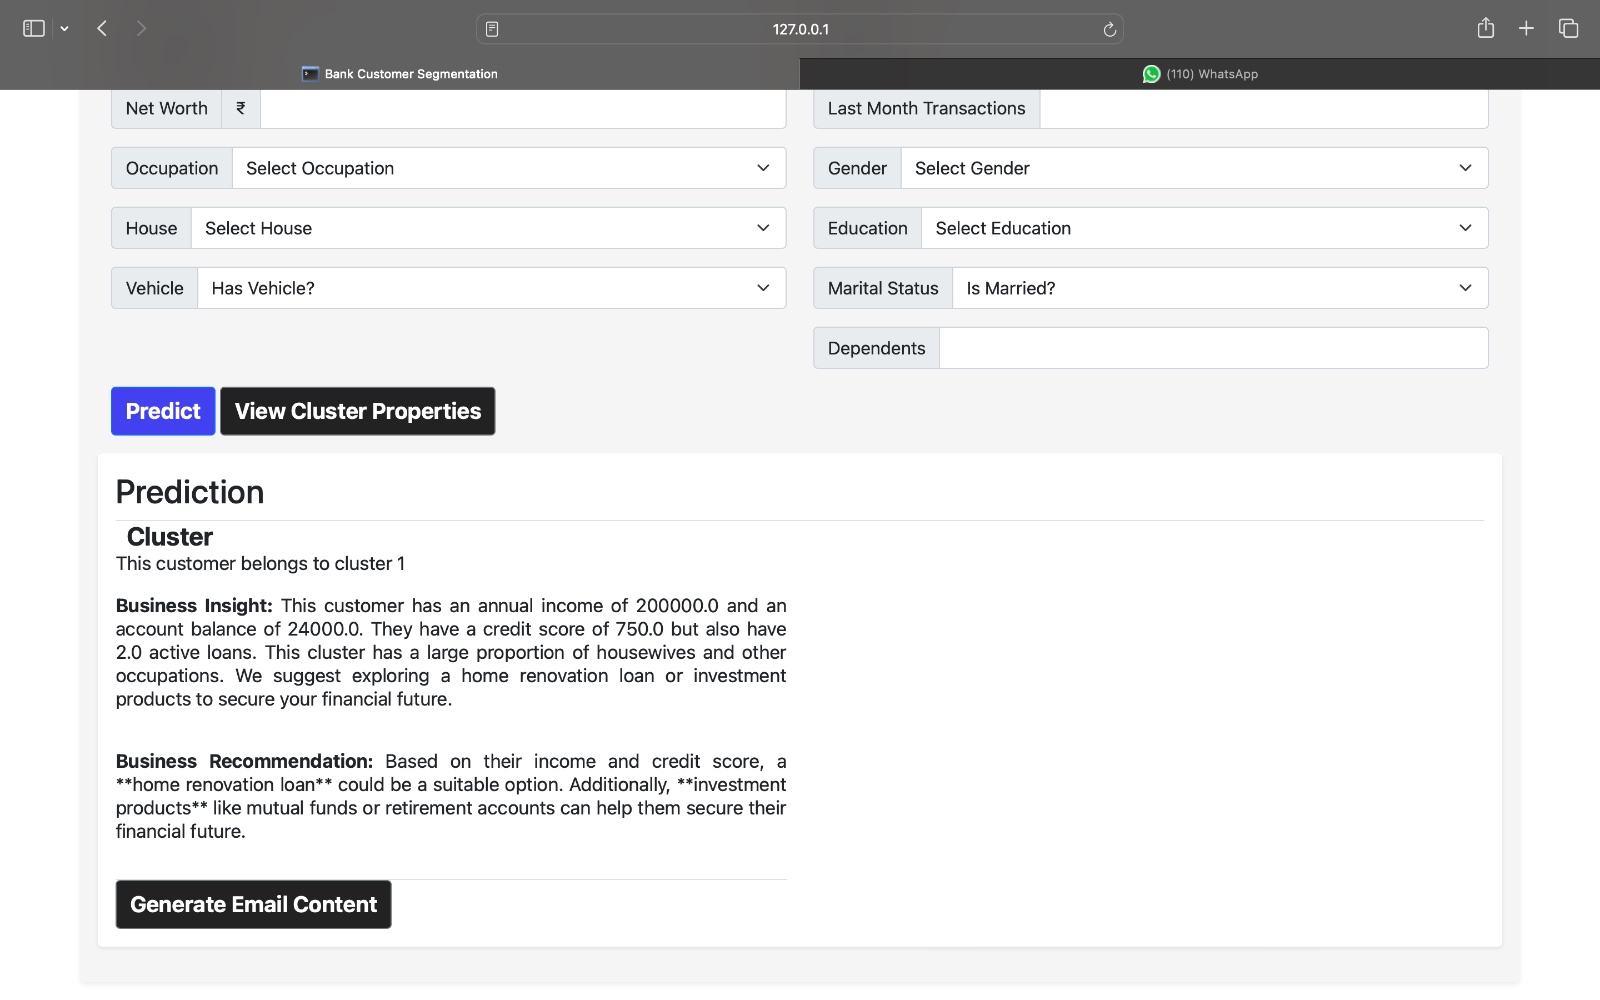 127.0.0.1
Bank Customer Segmentation
(110) WhatsApp
Net Worth ₹
Last Month Transactions
Occupation Select Occupation
Gender Select Gender
House Select House
Education Select Education
Vehicle Has Vehicle?
Marital Status Is Married?
Dependents
Predict View Cluster Properties
Prediction
Cluster
This customer belongs to cluster 1
Business Insight: This customer has an annual income of 200000.0 and an
account balance of 24000.0. They have a credit score of 750.0 but also have
2.0 active loans. This cluster has a large proportion of housewives and other
occupations. We suggest exploring a home renovation loan or investment
products to secure your financial future.
Business Recommendation: Based on their income and credit score, a
**home renovation loan** could be a suitable option. Additionally, **investment
products** like mutual funds or retirement accounts can help them secure their
financial future.
Generate Email Content